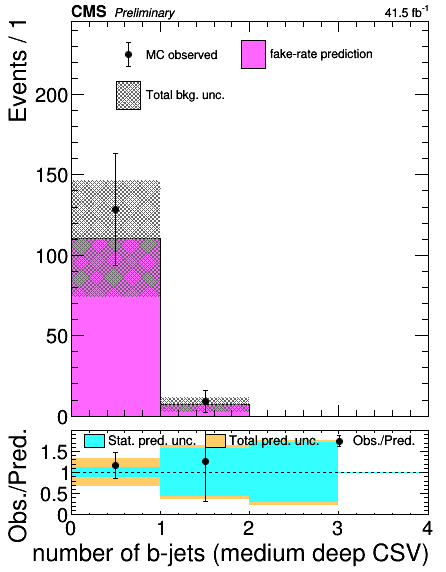 CMS Preliminary 41.5 fb⁻¹
Events / 1
MC observed
fake-rate prediction
Total bkg. unc.
200
150
100
50
0
Obs./Pred.
Stat. pred. unc. Total pred. unc. Obs./Pred.
1.5
1
0.5
0
0 1 2 3 4
number of b-jets (medium deep CSV)